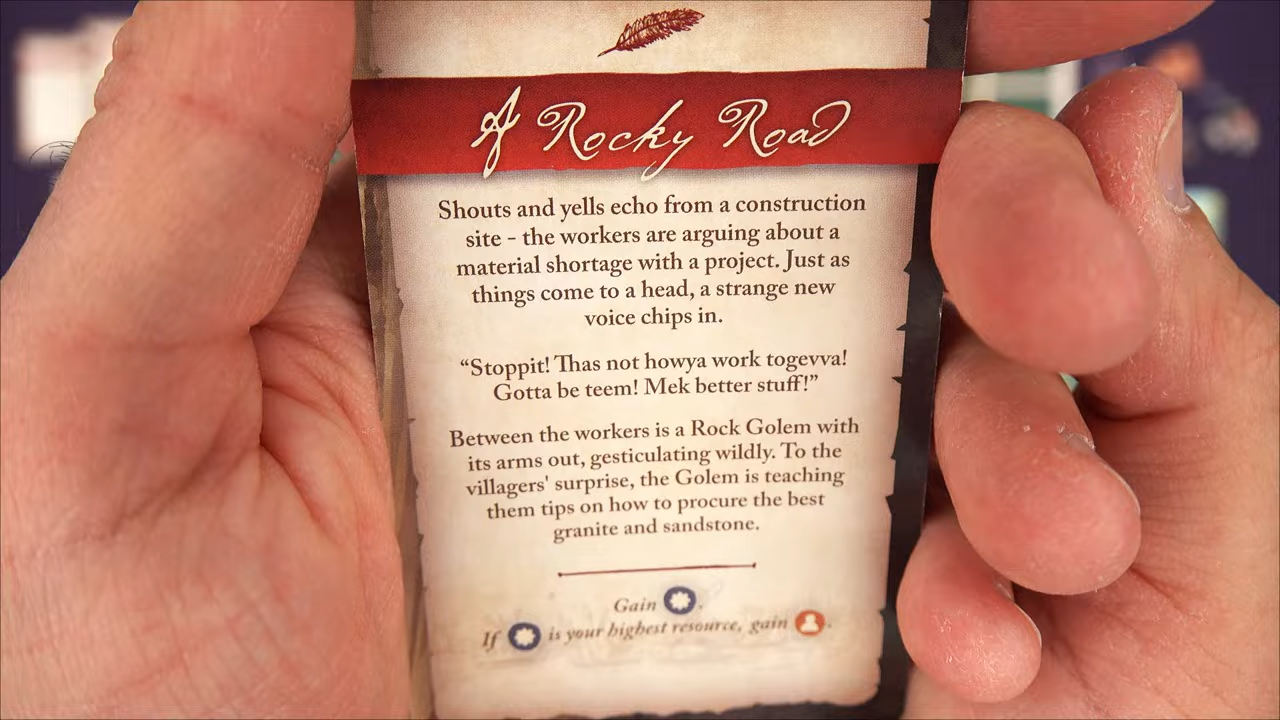 A Rocky Road
Shouts and yells echo from a construction
site - the workers are arguing about a
material shortage with a project. Just as
things come to a head, a strange new
voice chips in.
“Stoppit! Thas not howya work togevva!
Gotta be teem! Mek better stuff!”
Between the workers is a Rock Golem with
its arms out, gesticulating wildly. To the
villagers' surprise, the Golem is teaching
them tips on how to procure the best
granite and sandstone.
Gain .
If is your highest resource, gain .